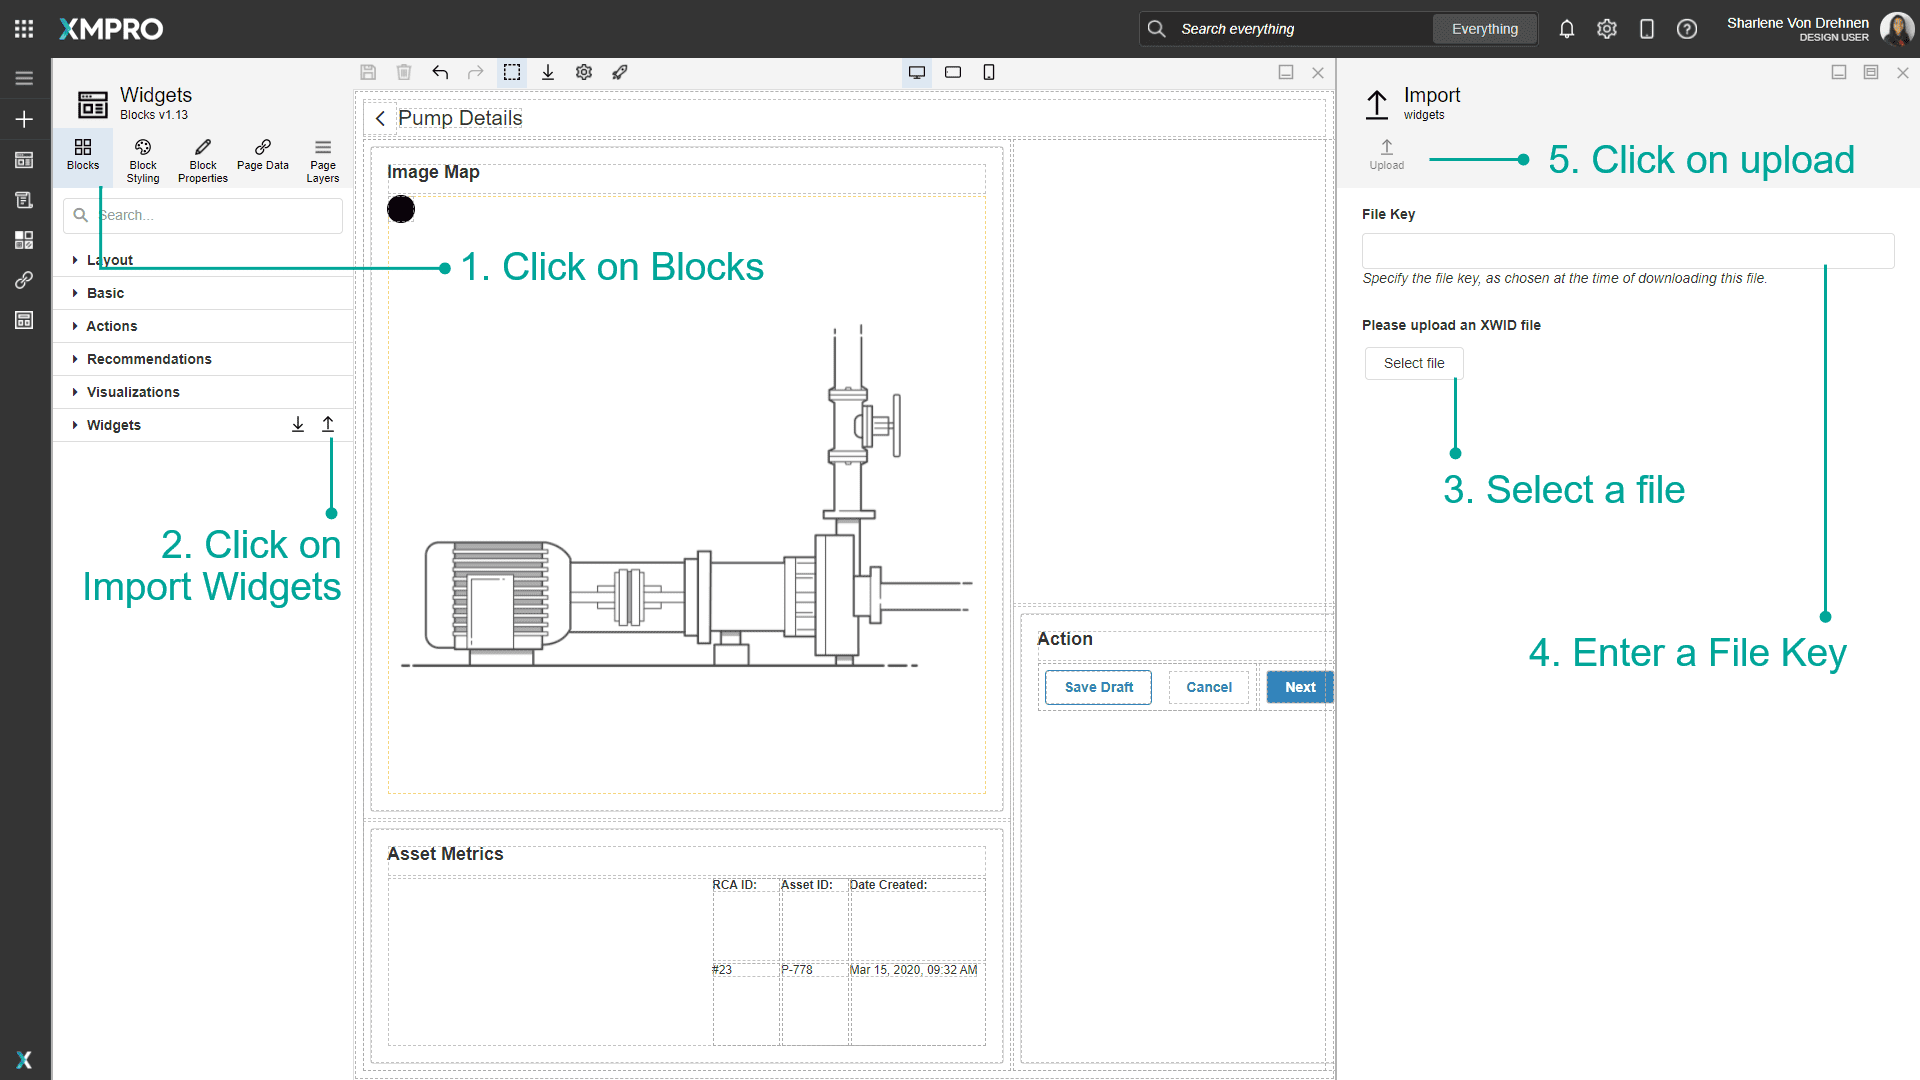 XMPRO
Search everything
Everything
Sharlene Von Drehnen
DESIGN USER
Widgets
Blocks v1.13
Blocks
Block
Styling
Block
Properties
Page Data
Page
Layers
Search...
Layout
Basic
Actions
Recommendations
Visualizations
Widgets
2. Click on
Import Widgets
Pump Details
Image Map
1. Click on Blocks
Asset Metrics
RCA ID:
Asset ID:
Date Created:
#23
P-778
Mar 15, 2020, 09:32 AM
Action
Save Draft
Cancel
Next
Import
widgets
Upload
5. Click on upload
File Key
Specify the file key, as chosen at the time of downloading this file.
Please upload an XWID file
Select file
3. Select a file
4. Enter a File Key